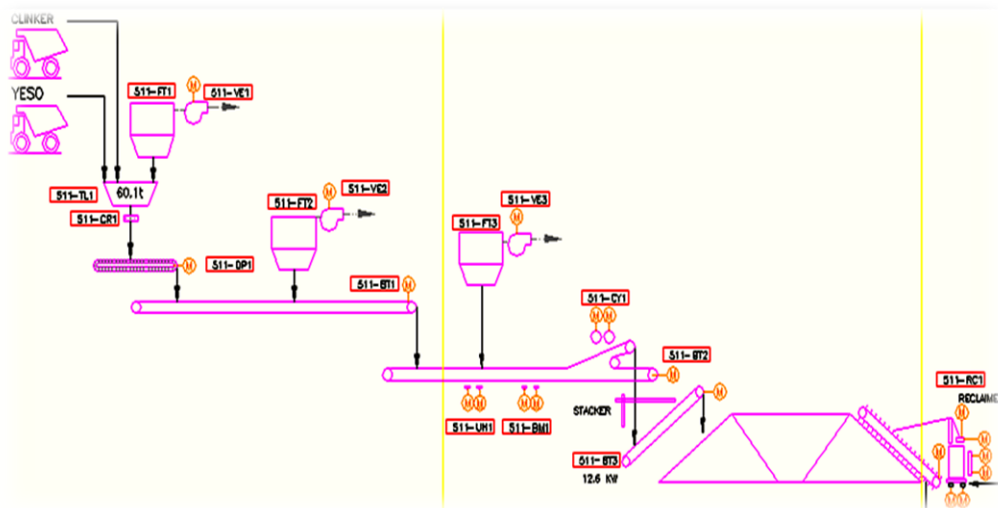 CLINKER
YESO
511-FT1
M
511-VE1
511-TL1
60.1t
511-CR1
511-DP1
M
511-FT2
M
511-VE2
511-BT1
M
511-FT3
M
511-VE3
511-CY1
M M
511-BT2
M
M M
M M
511-UH1
511-BM1
STACKER
M
511-BT3
12.6 KW
511-RC1
RECLAIME
M
M
M
M
M